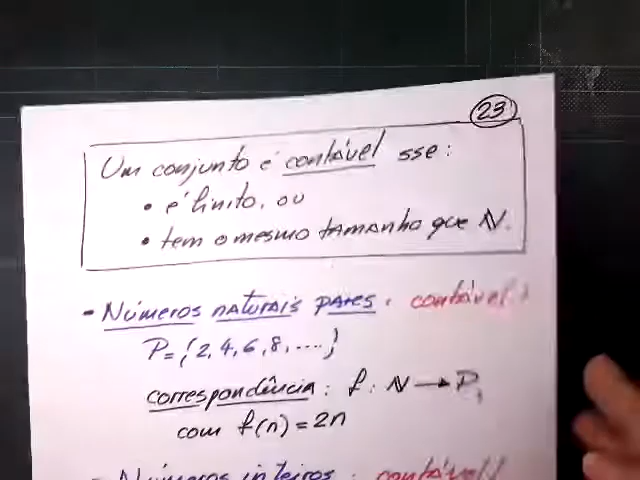 23
Um conjunto é contável sse:
• é finito, ou
• tem o mesmo tamanho que N.
- Números naturais pares: contável!
P = {2, 4, 6, 8, ....}
correspondência: f: N → P,
com f(n) = 2n
- Números inteiros: contável!